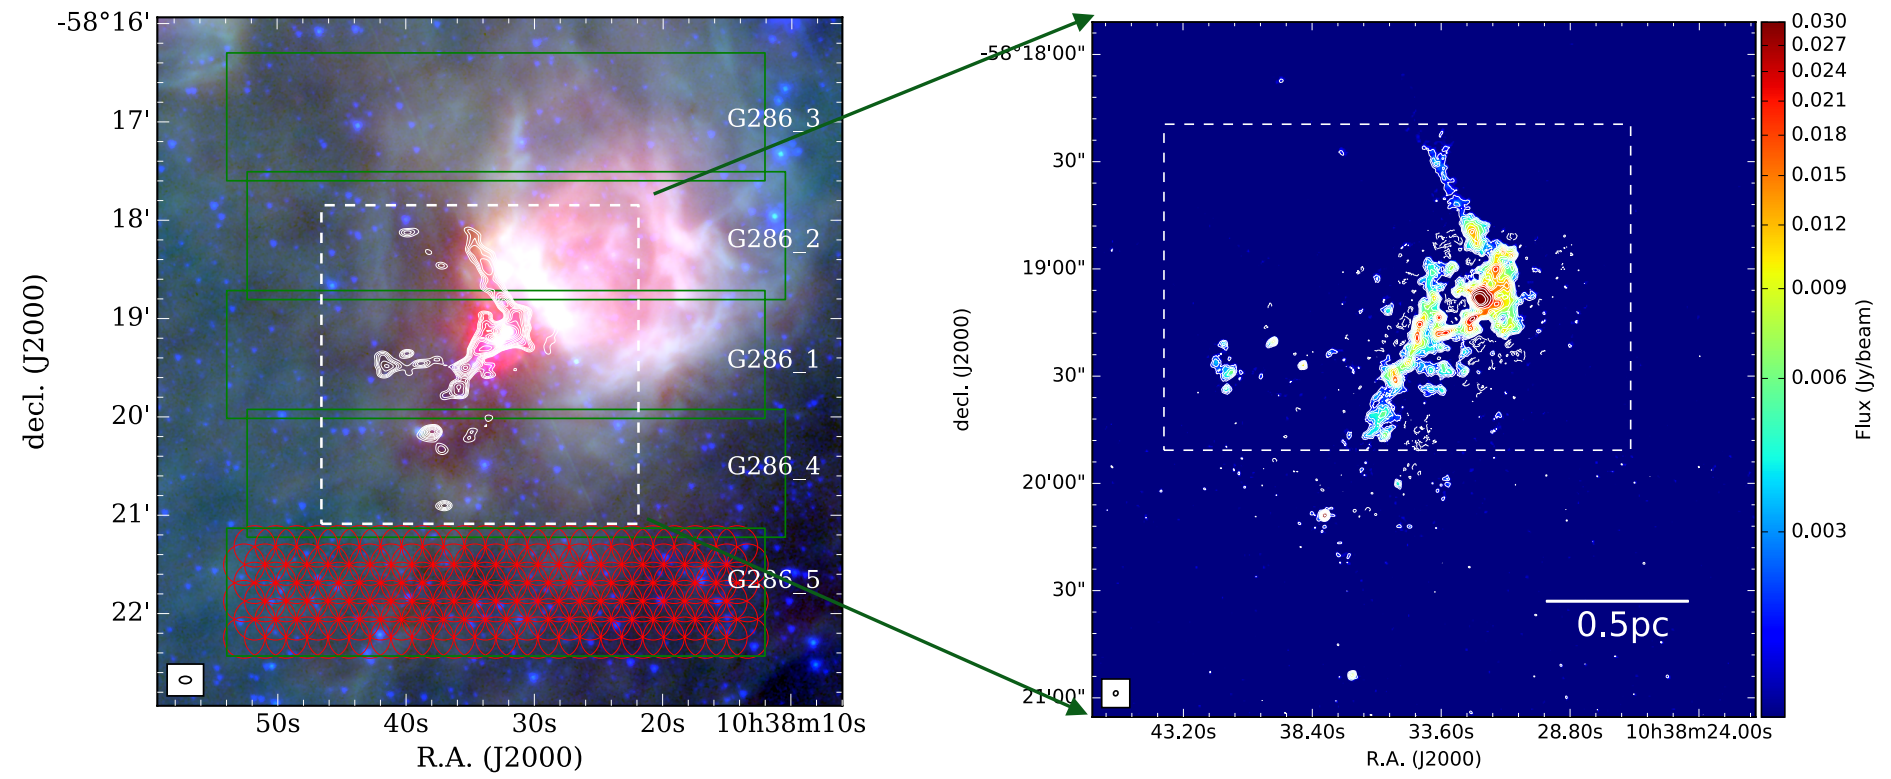 -58°16'
17'
18'
19'
20'
21'
22'
decl. (J2000)
G286_3
G286_2
G286_1
G286_4
G286_5
50s
40s
30s
20s
10h38m10s
R.A. (J2000)
-58°18'00"
30"
19'00"
30"
20'00"
30"
21'00"
decl. (J2000)
0.5pc
43.20s
38.40s
33.60s
28.80s
10h38m24.00s
R.A. (J2000)
0.030
0.027
0.024
0.021
0.018
0.015
0.012
0.009
0.006
0.003
Flux (Jy/beam)